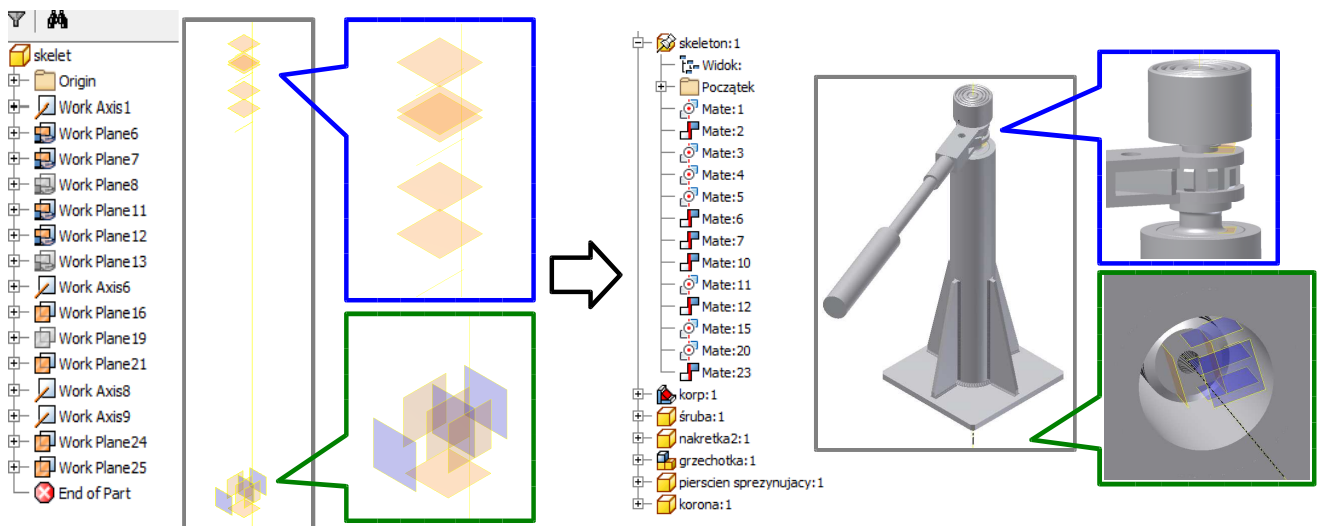 skelet
Origin
Work Axis1
Work Plane6
Work Plane7
Work Plane8
Work Plane11
Work Plane12
Work Plane13
Work Axis6
Work Plane16
Work Plane19
Work Plane21
Work Axis8
Work Axis9
Work Plane24
Work Plane25
End of Part
skeleton:1
Widok:
Początek
Mate:1
Mate:2
Mate:3
Mate:4
Mate:5
Mate:6
Mate:7
Mate:10
Mate:11
Mate:12
Mate:15
Mate:20
Mate:23
korp:1
śruba:1
nakretka2:1
grzechotka:1
pierscien sprezynujacy:1
korona:1